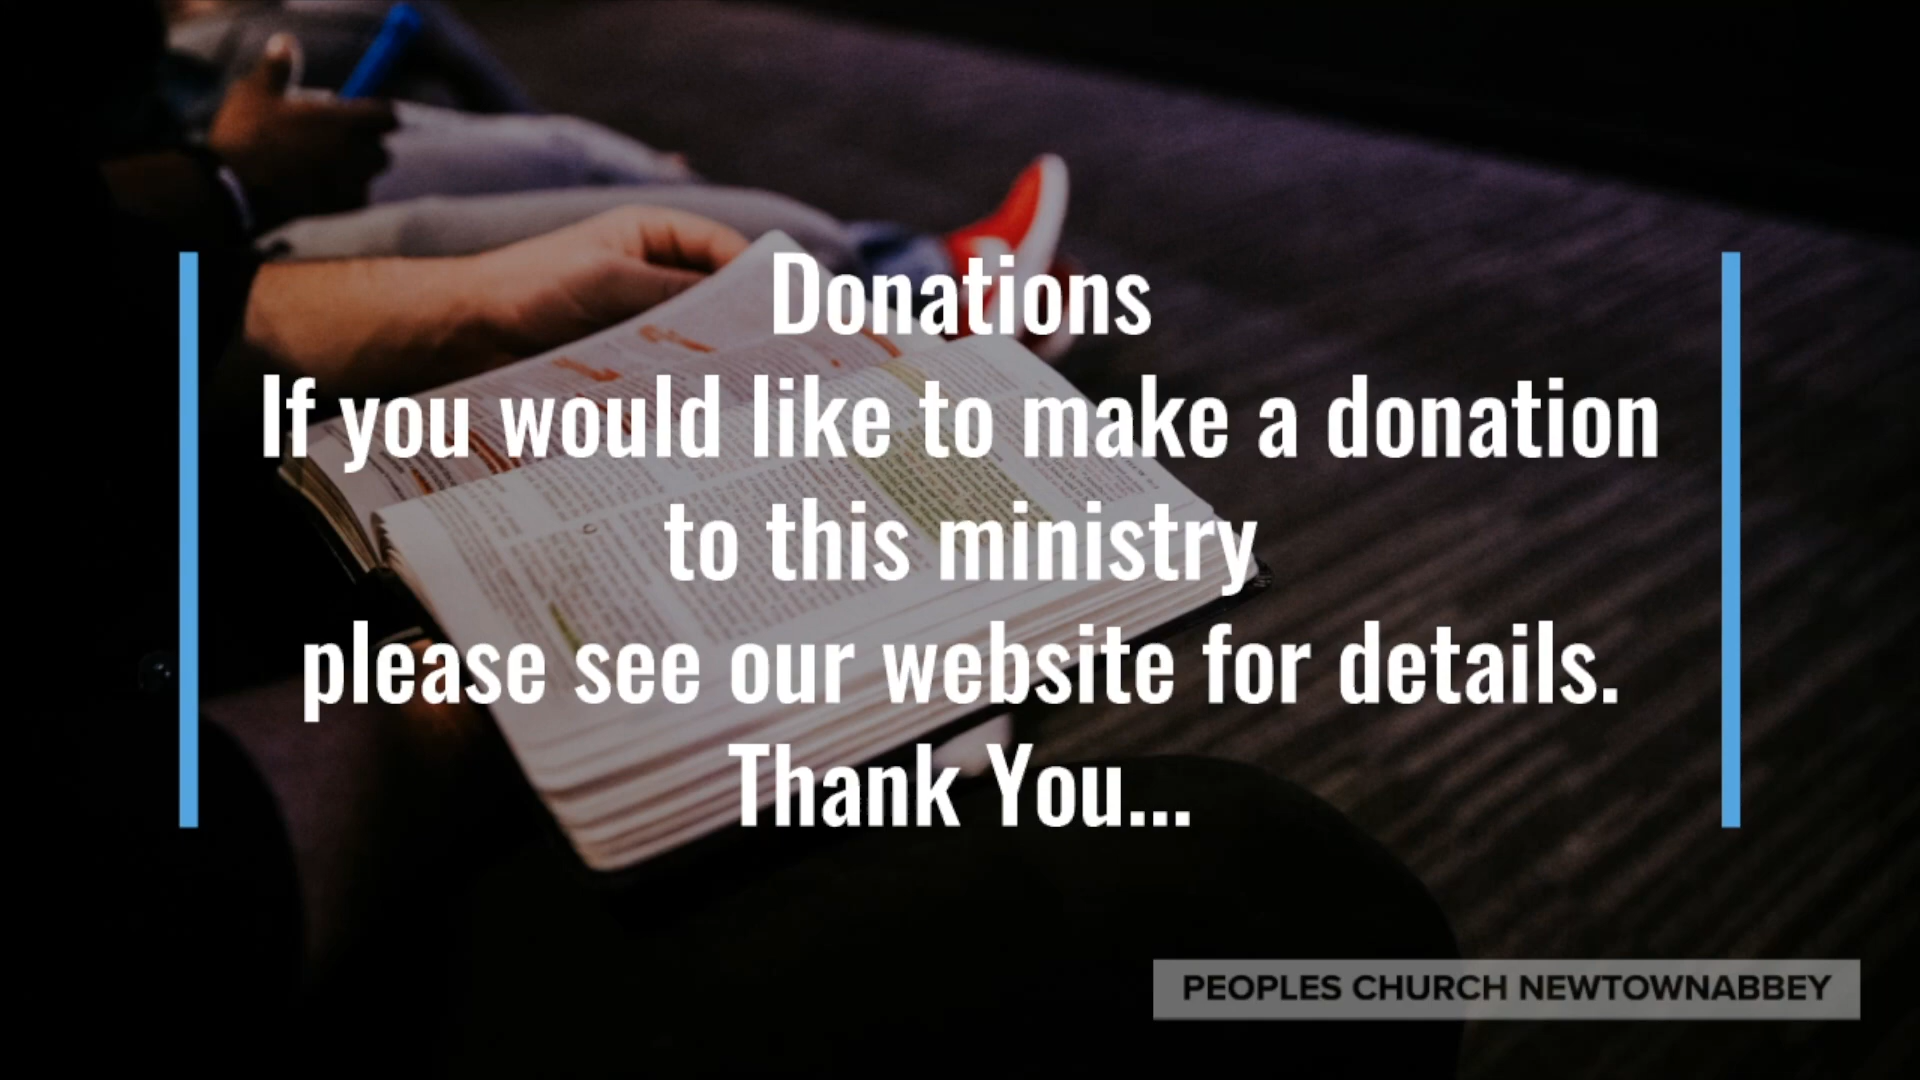 Donations
If you would like to make a donation
to this ministry
please see our website for details.
Thank You...
PEOPLES CHURCH NEWTOWNABBEY